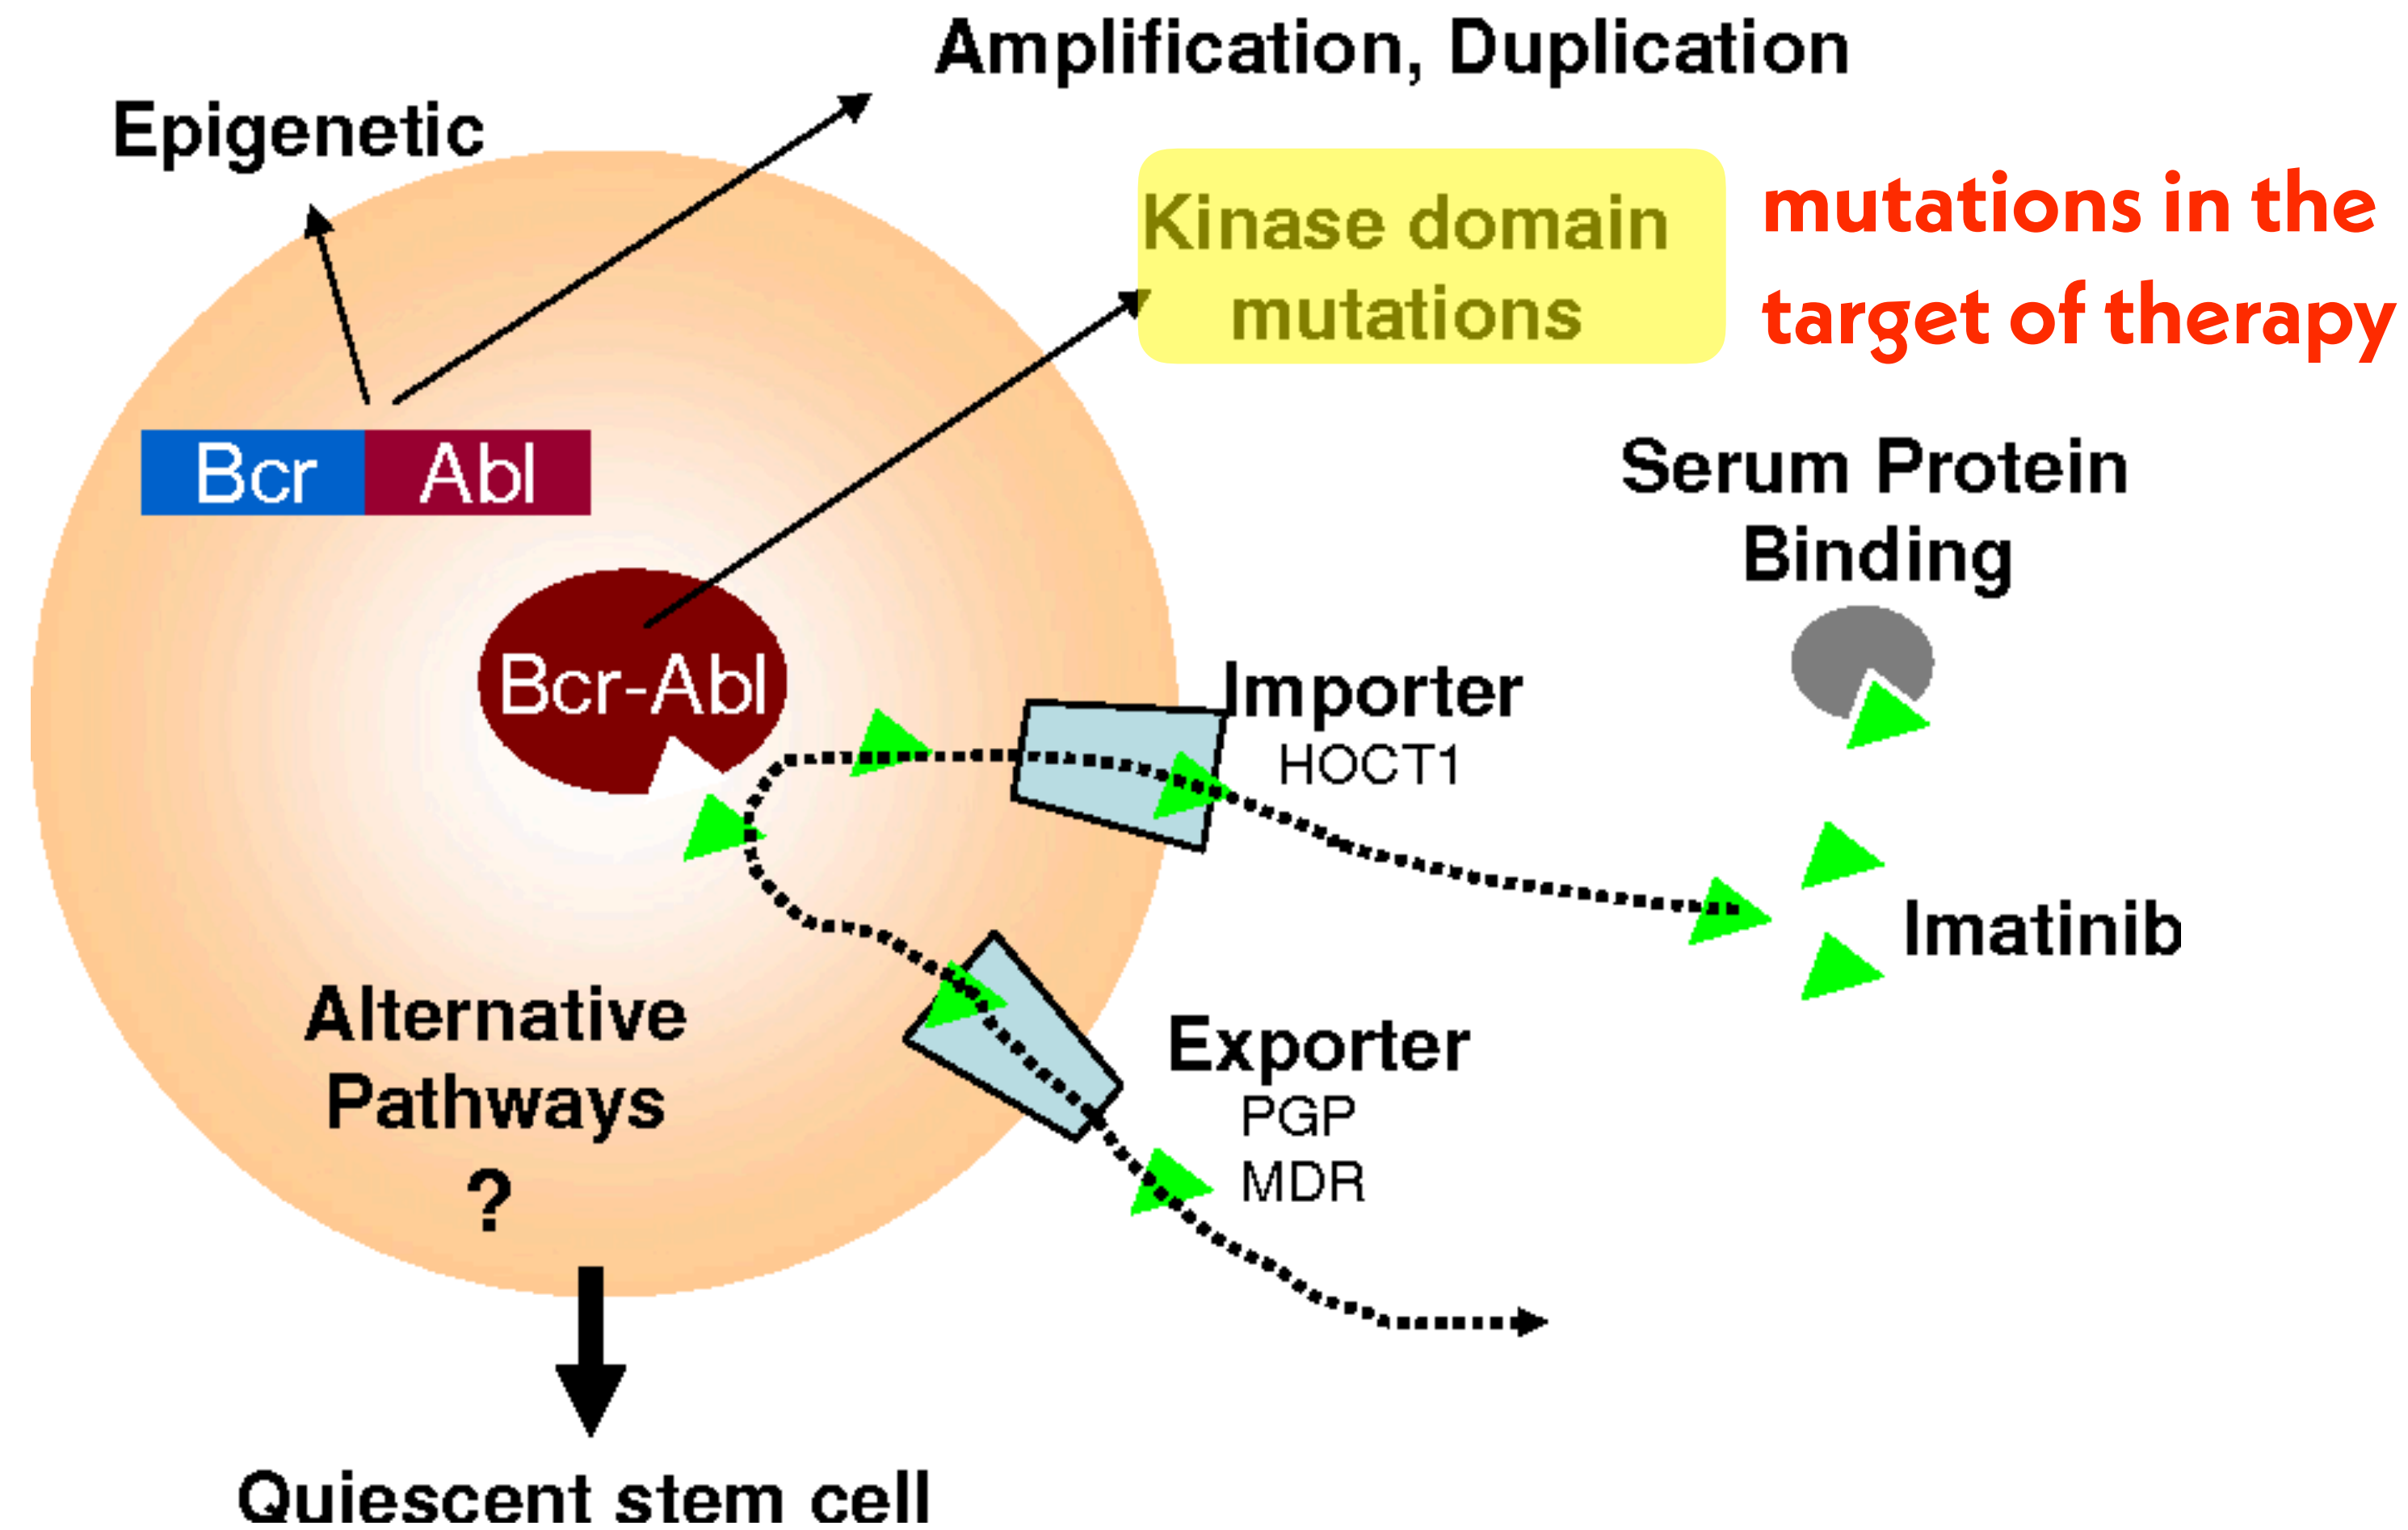 Amplification, Duplication
Epigenetic
Kinase domain
mutations
mutations in the
target of therapy
Bcr Abl
Serum Protein
Binding
Bcr-Abl
Importer
HOCT1
Imatinib
Alternative
Pathways
?
Exporter
PGP
MDR
Quiescent stem cell